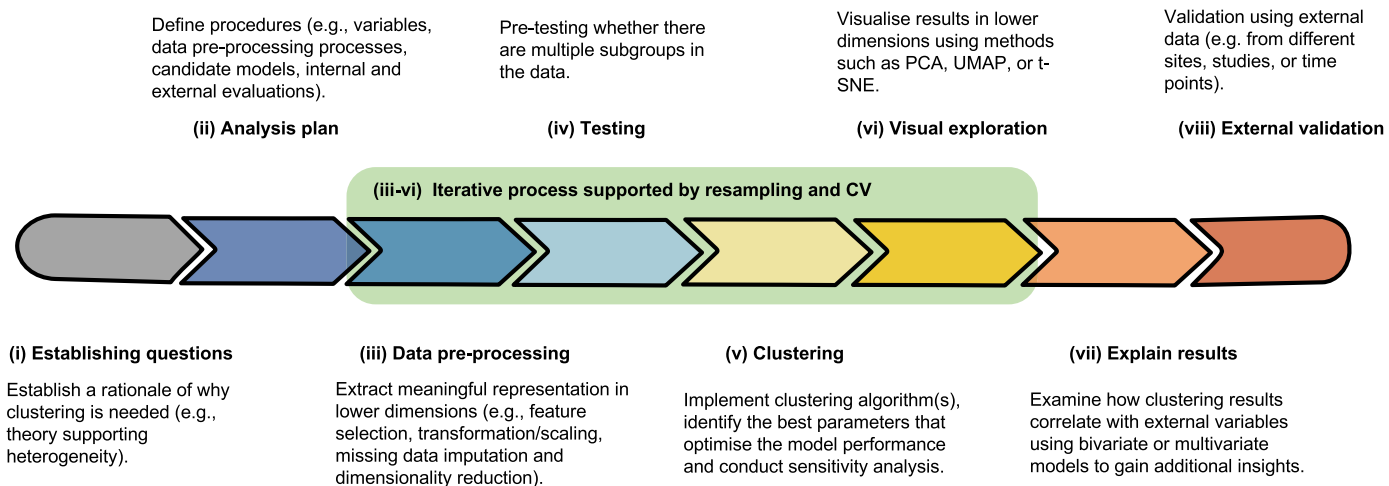 Define procedures (e.g., variables,
data pre-processing processes,
candidate models, internal and
external evaluations).
(ii) Analysis plan
Pre-testing whether there
are multiple subgroups in
the data.
(iv) Testing
Visualise results in lower
dimensions using methods
such as PCA, UMAP, or t-
SNE.
(vi) Visual exploration
Validation using external
data (e.g. from different
sites, studies, or time
points).
(viii) External validation
(iii-vi) Iterative process supported by resampling and CV
(i) Establishing questions
Establish a rationale of why
clustering is needed (e.g.,
theory supporting
heterogeneity).
(iii) Data pre-processing
Extract meaningful representation in
lower dimensions (e.g., feature
selection, transformation/scaling,
missing data imputation and
dimensionality reduction).
(v) Clustering
Implement clustering algorithm(s),
identify the best parameters that
optimise the model performance
and conduct sensitivity analysis.
(vii) Explain results
Examine how clustering results
correlate with external variables
using bivariate or multivariate
models to gain additional insights.